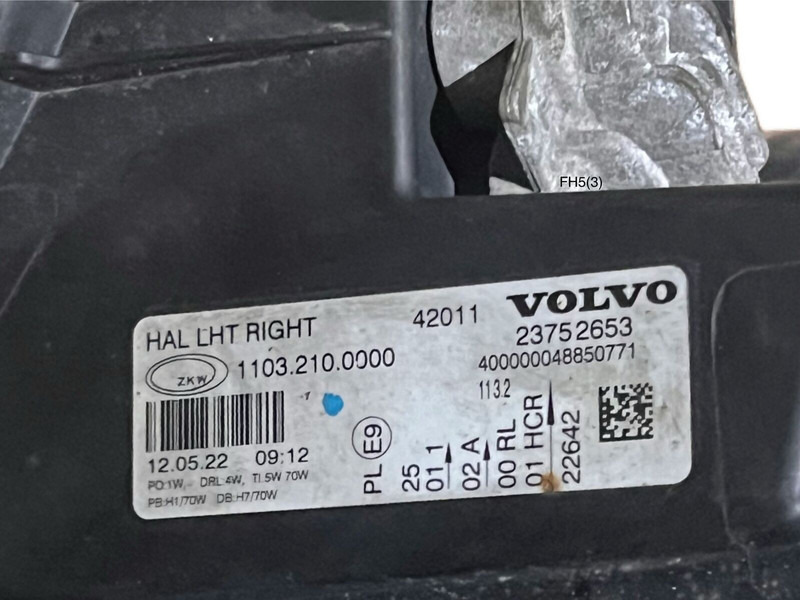 FH5(3)
HAL LHT RIGHT
42011
VOLVO
23752653
ZKW
1103.210.0000
400000048850771
113.2
12.05.22 09:12
PO:1W, DRL:4W, TI.5W 70W
PB:H1/70W DB:H7/70W
PL E9
25
01 1
02 A
00 RL
01 HCR
22642